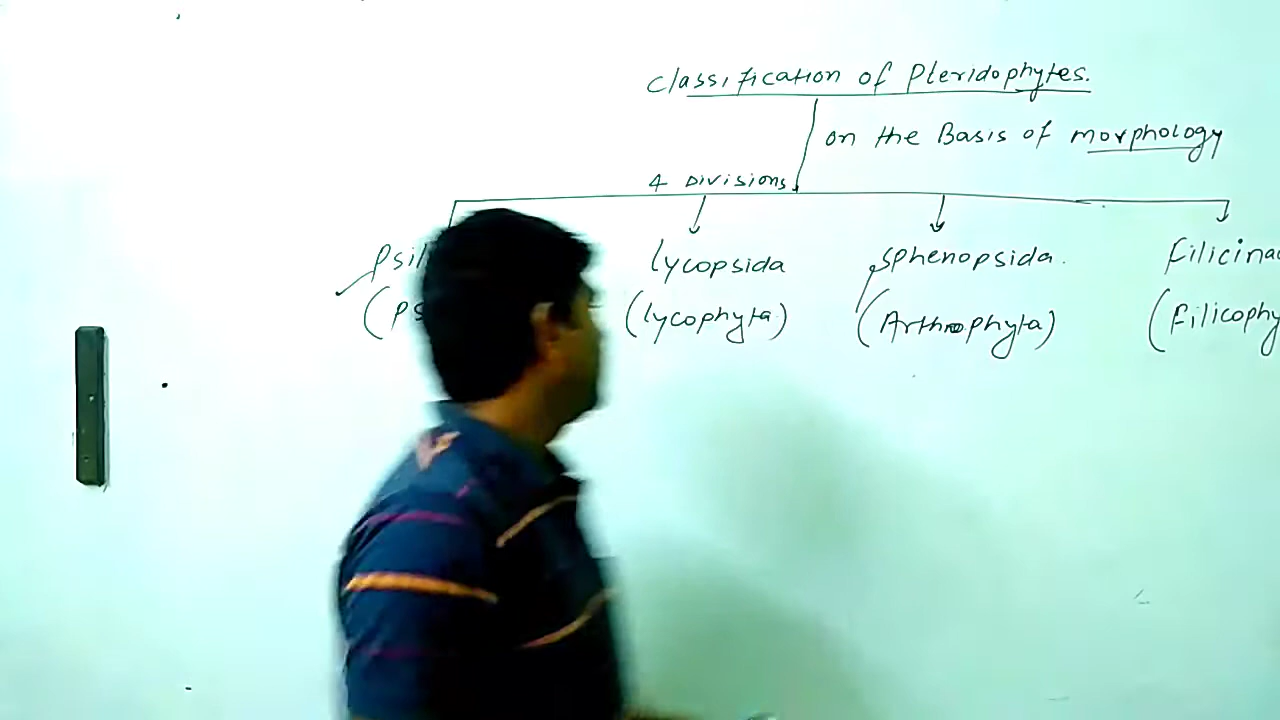 Classification of Pteridophytes.
on the Basis of morphology
4 Divisions
lycopsida sphenopsida.
(lycophyta) (Arthrophyta)